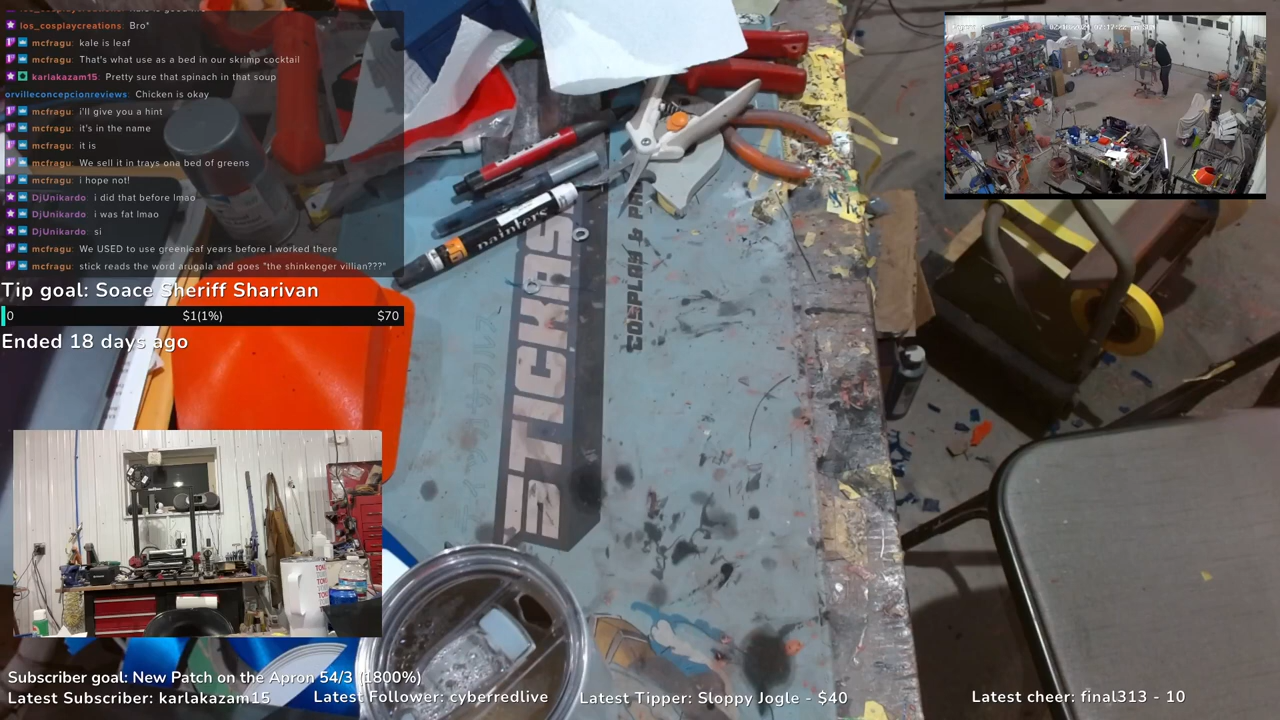 los_cosplaycreations: Bro*
mcfragu: kale is leaf
mcfragu: That's what use as a bed in our skrimp cocktail
karlakazam15: Pretty sure that spinach in that soup
orvilleconcepcionreviews: Chicken is okay
mcfragu: i'll give you a hint
mcfragu: it's in the name
mcfragu: it is
mcfragu: We sell it in trays ona bed of greens
mcfragu: i hope not!
DjUnikardo: i did that before lmao
DjUnikardo: i was fat lmao
DjUnikardo: si
mcfragu: We USED to use greenleaf years before I worked there
mcfragu: stick reads the word arugala and goes "the shinkenger villian???"
Tip goal: Soace Sheriff Sharivan
0 $1(1%) $70
Ended 18 days ago
painters
STICKBS
COSPLAY & PR
Subscriber goal: New Patch on the Apron 54/3 (1800%)
Latest Subscriber: karlakazam15
Latest Follower: cyberredlive
Latest Tipper: Sloppy Jogle - $40
Latest cheer: final313 - 10